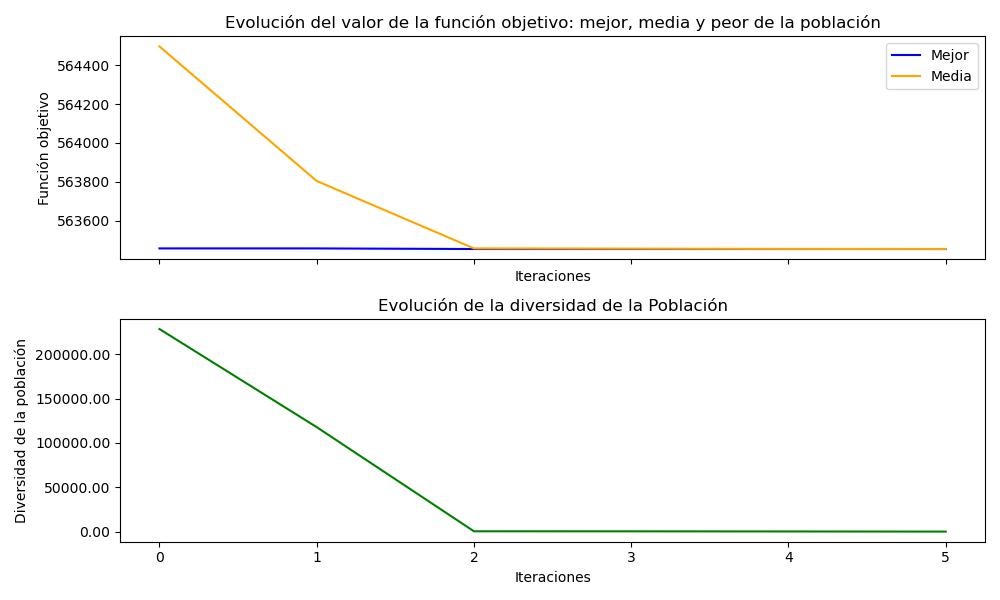 Evolución del valor de la función objetivo: mejor, media y peor de la población
Mejor
Media
Función objetivo
564400
564200
564000
563800
563600
Iteraciones
Evolución de la diversidad de la Población
Diversidad de la población
200000.00
150000.00
100000.00
50000.00
0.00
0 1 2 3 4 5
Iteraciones